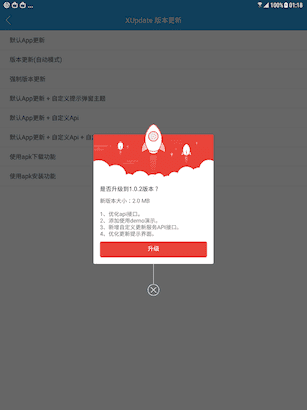 100% 01:18
XUpdate 版本更新
默认App更新
版本更新(自动模式)
强制版本更新
默认App更新 + 自定义提示弹窗主题
默认App更新 + 自定义Api
默认App更新 + 自定义Api + 自
使用apk下载功能
使用apk安装功能
是否升级到1.0.2版本？
新版本大小：2.0 MB
1、优化api接口。
2、添加使用demo演示。
3、新增自定义更新服务API接口。
4、优化更新提示界面。
升级